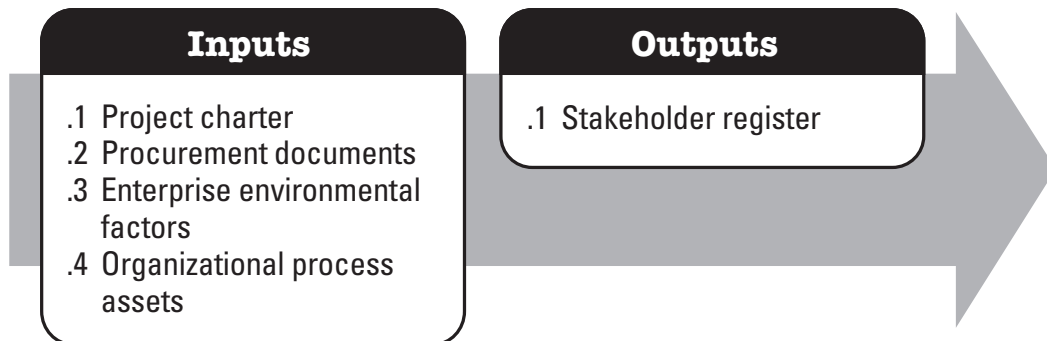 Inputs
.1 Project charter
.2 Procurement documents
.3 Enterprise environmental
factors
.4 Organizational process
assets
Outputs
.1 Stakeholder register